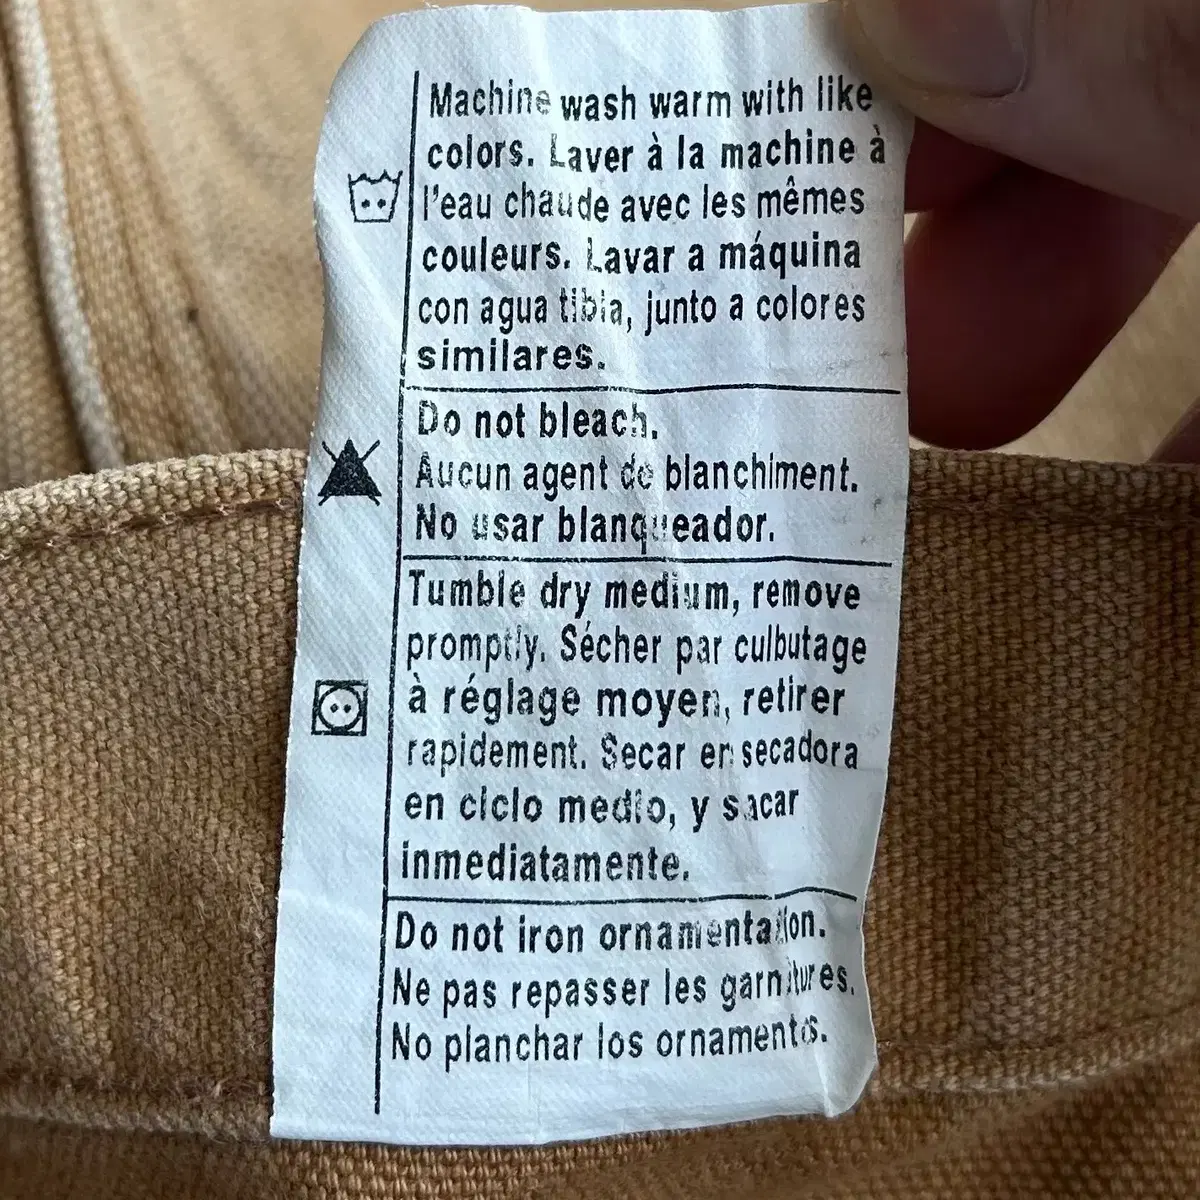 Machine wash warm with like
colors. Laver à la machine à
l'eau chaude avec les mêmes
couleurs. Lavar a máquina
con agua tibia, junto a colores
similares.
Do not bleach.
Aucun agent de blanchiment.
No usar blanqueador.
Tumble dry medium, remove
promptly. Sécher par culbutage
à réglage moyen, retirer
rapidement. Secar en secadora
en ciclo medio, y sacar
inmediatamente.
Do not iron ornamentation.
Ne pas repasser les garnitures.
No planchar los ornamentos.